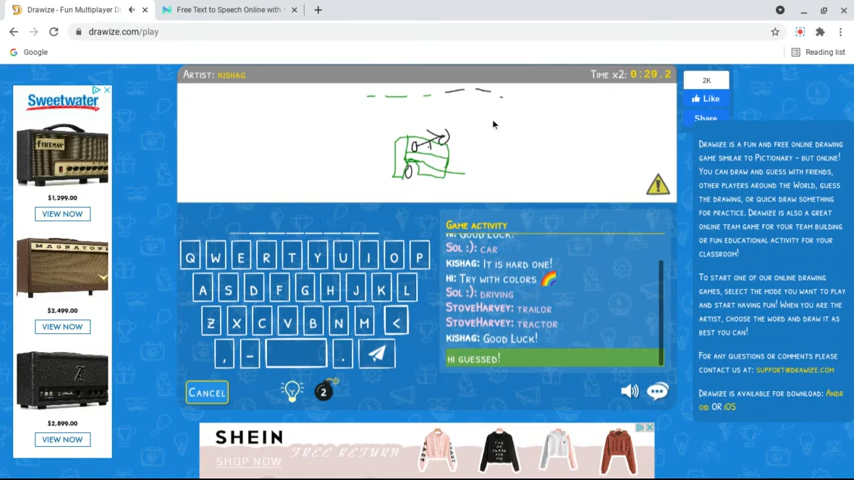 Drawize - Fun Multiplayer D
Free Text to Speech Online with
drawize.com/play
Google
Reading list
Sweetwater
FREEMAN
$1,299.00
VIEW NOW
MAGNATONE
$2,499.00
VIEW NOW
$2,899.00
VIEW NOW
ARTIST: KISHAG
TIME X2: 0:29.2
2K
Like
Share
Q W E R T Y U I O P
A S D F G H J K L
Z X C V B N M <
, - .
CANCEL
2
GAME ACTIVITY
HI: GOOD LUCK!
SOL :): CAR
KISHAG: IT IS HARD ONE!
HI: TRY WITH COLORS 🌈
SOL :): DRIVING
STOVEHARVEY: TRAILOR
STOVEHARVEY: TRACTOR
KISHAG: GOOD LUCK!
HI GUESSED!
DRAWIZE IS A FUN AND FREE ONLINE DRAWING
GAME SIMILAR TO PICTIONARY - BUT ONLINE!
YOU CAN DRAW AND GUESS WITH FRIENDS,
OTHER PLAYERS AROUND THE WORLD, GUESS
THE DRAWING, OR QUICK DRAW SOMETHING
FOR PRACTICE. DRAWIZE IS ALSO A GREAT
ONLINE TEAM GAME FOR YOUR TEAM BUILDING
OR FUN EDUCATIONAL ACTIVITY FOR YOUR
CLASSROOM!
TO START ONE OF OUR ONLINE DRAWING
GAMES, SELECT THE MODE YOU WANT TO PLAY
AND START HAVING FUN! WHEN YOU ARE THE
ARTIST, CHOOSE THE WORD AND DRAW IT AS
BEST YOU CAN!
FOR ANY QUESTIONS OR COMMENTS PLEASE
CONTACT US AT: SUPPORT@DRAWIZE.COM
DRAWIZE IS AVAILABLE FOR DOWNLOAD: ANDR
OID OR IOS
SHEIN
SHOP NOW
FREE RETURN